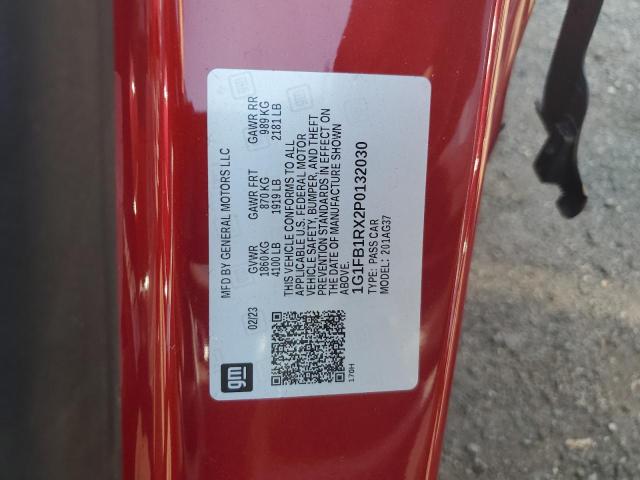 MFD BY GENERAL MOTORS LLC
02/23
GVWR
1860 KG
4100 LB
GAWR FRT
870 KG
1919 LB
GAWR RR
989 KG
2181 LB
THIS VEHICLE CONFORMS TO ALL
APPLICABLE U.S. FEDERAL MOTOR
VEHICLE SAFETY, BUMPER, AND THEFT
PREVENTION STANDARDS IN EFFECT ON
THE DATE OF MANUFACTURE SHOWN
ABOVE.
1G1FB1RX2P0132030
TYPE: PASS CAR
MODEL: 201AG37
gm
170H